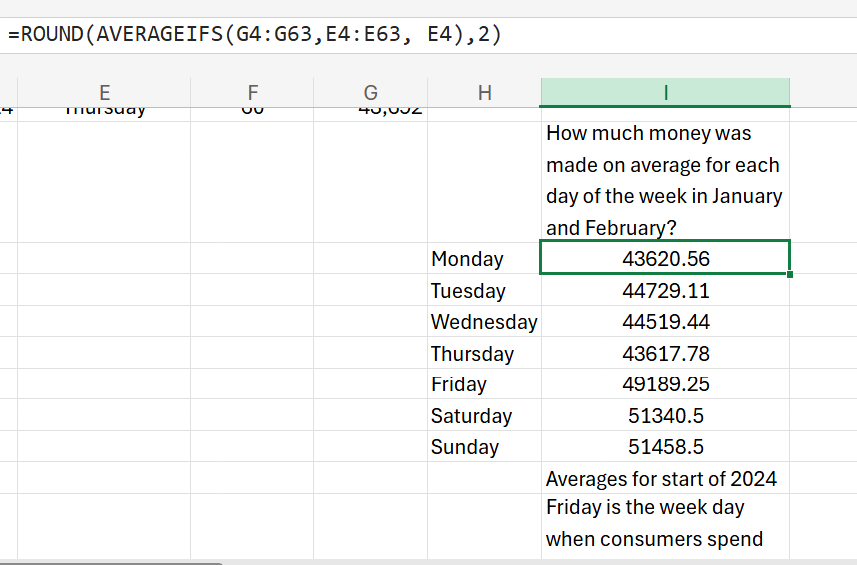 =ROUND(AVERAGEIFS(G4:G63,E4:E63, E4),2)
E F G H I
Thursday 60
How much money was
made on average for each
day of the week in January
and February?
Monday 43620.56
Tuesday 44729.11
Wednesday 44519.44
Thursday 43617.78
Friday 49189.25
Saturday 51340.5
Sunday 51458.5
Averages for start of 2024
Friday is the week day
when consumers spend